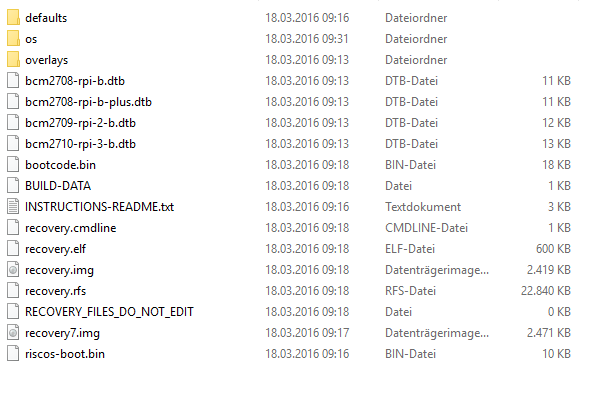 defaults 18.03.2016 09:16 Dateiordner
os 18.03.2016 09:31 Dateiordner
overlays 18.03.2016 09:13 Dateiordner
bcm2708-rpi-b.dtb 18.03.2016 09:13 DTB-Datei 11 KB
bcm2708-rpi-b-plus.dtb 18.03.2016 09:13 DTB-Datei 11 KB
bcm2709-rpi-2-b.dtb 18.03.2016 09:13 DTB-Datei 12 KB
bcm2710-rpi-3-b.dtb 18.03.2016 09:13 DTB-Datei 13 KB
bootcode.bin 18.03.2016 09:18 BIN-Datei 18 KB
BUILD-DATA 18.03.2016 09:18 Datei 1 KB
INSTRUCTIONS-README.txt 18.03.2016 09:16 Textdokument 3 KB
recovery.cmdline 18.03.2016 09:18 CMDLINE-Datei 1 KB
recovery.elf 18.03.2016 09:18 ELF-Datei 600 KB
recovery.img 18.03.2016 09:18 Datenträgerimage... 2.419 KB
recovery.rfs 18.03.2016 09:18 RFS-Datei 22.840 KB
RECOVERY_FILES_DO_NOT_EDIT 18.03.2016 09:18 Datei 0 KB
recovery7.img 18.03.2016 09:17 Datenträgerimage... 2.471 KB
riscos-boot.bin 18.03.2016 09:16 BIN-Datei 10 KB